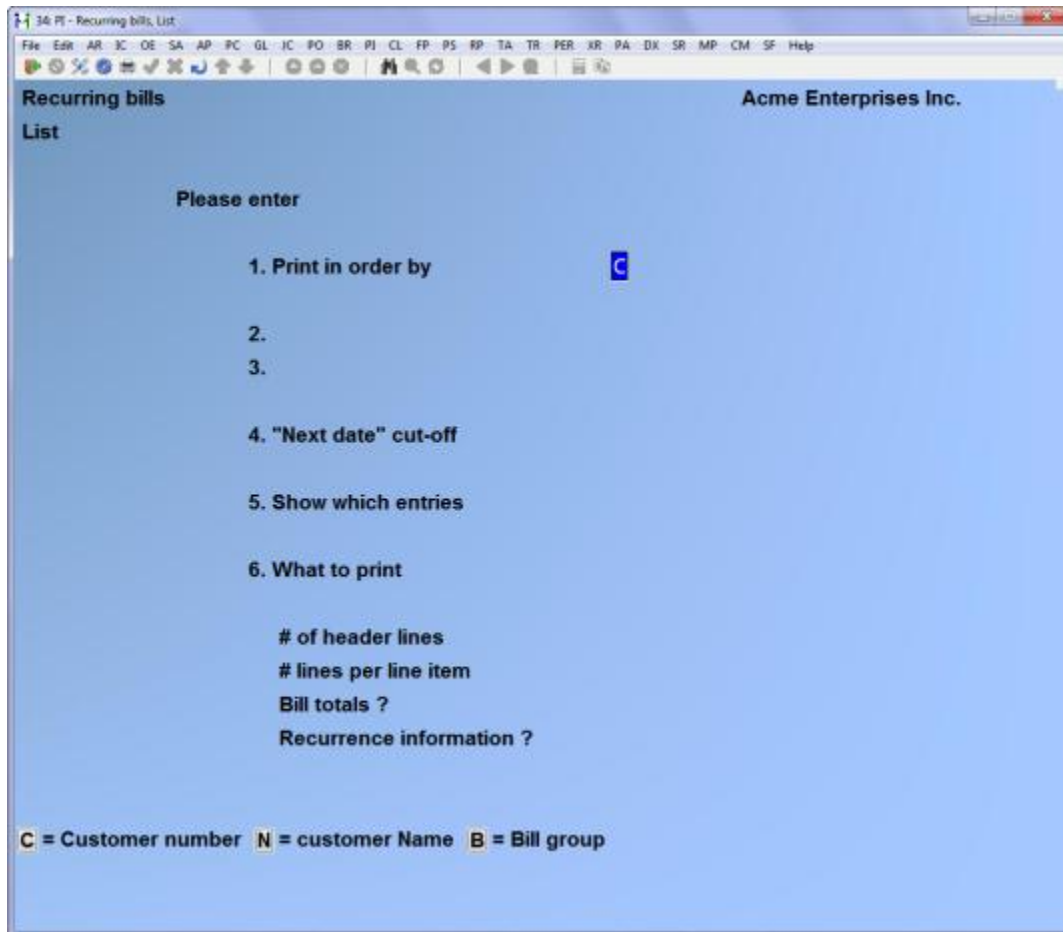 34: PI - Recurring bills, List
File Edit AR IC OE SA AP PC GL JC PO BR PJ CL FP PS RP TA TR PER XR PA DX SR MP CM SF Help
Recurring bills Acme Enterprises Inc.
List
Please enter
1. Print in order by C
2.
3.
4. "Next date" cut-off
5. Show which entries
6. What to print
# of header lines
# lines per line item
Bill totals ?
Recurrence information ?
C = Customer number N = customer Name B = Bill group